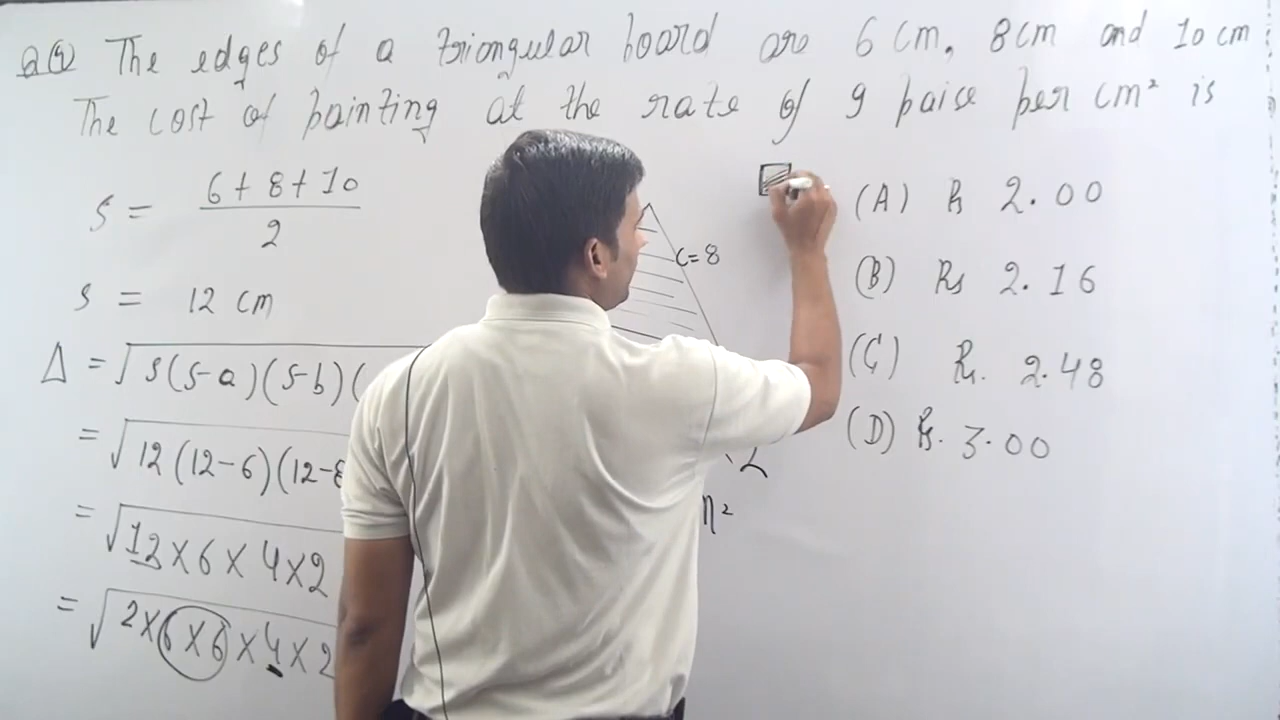 Q(9) The edges of a triangular board are 6 cm, 8 cm and 10 cm
The cost of painting at the rate of 9 paise per cm² is
S = 6 + 8 + 10
2
S = 12 cm
Δ = √S(S-a)(S-b)(
= √12(12-6)(12-8
= √12×6×4×2
= √2×6×6×4×2
c=8
(A) Rs 2.00
(B) Rs 2.16
(C) Rs. 2.48
(D) Rs. 3.00